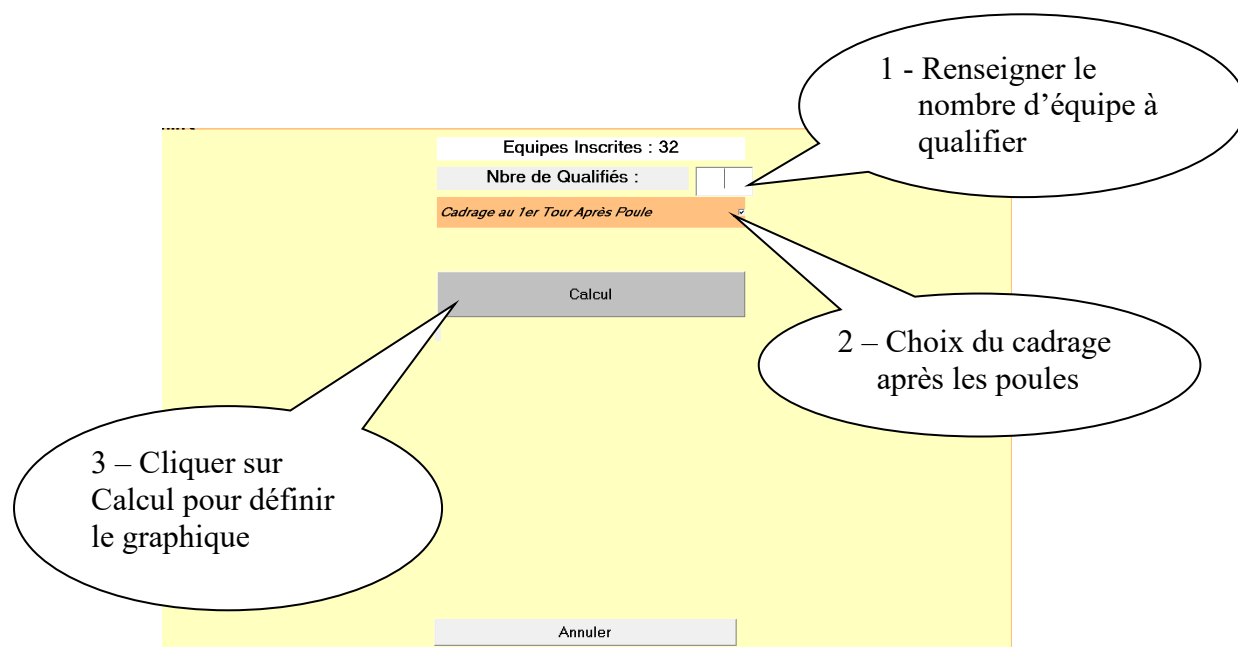 1 - Renseigner le
nombre d’équipe à
qualifier
Equipes Inscrites : 32
Nbre de Qualifiés :
Cadrage au 1er Tour Après Poule
Calcul
2 – Choix du cadrage
après les poules
3 – Cliquer sur
Calcul pour définir
le graphique
Annuler